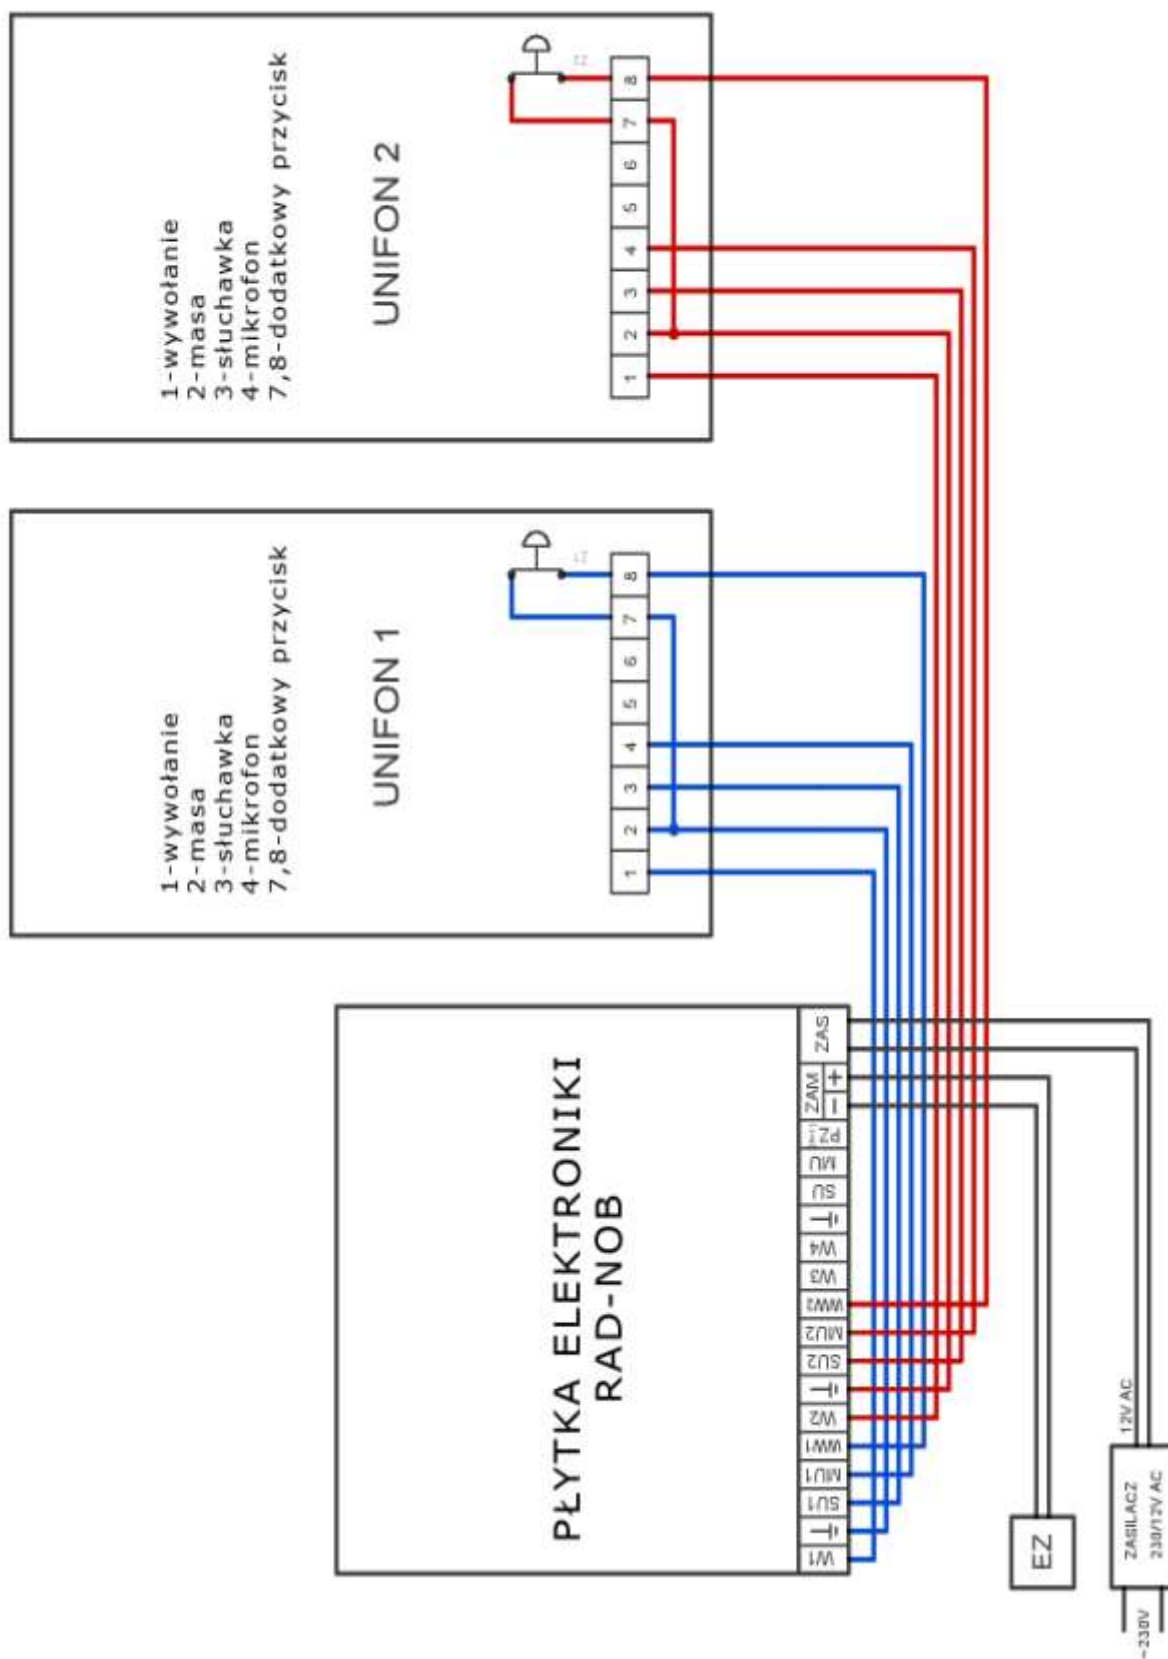 PŁYTKA ELEKTRONIKI
RAD-NOB
W1
SU1
MU1
WW1
W2
SU2
MU2
WW2
W3
W4
SU
MU
PZ
ZAM
- +
ZAS
UNIFON 1
1-wywołanie
2-masa
3-słuchawka
4-mikrofon
7,8-dodatkowy przycisk
1 2 3 4 5 6 7 8
Z1
UNIFON 2
1-wywołanie
2-masa
3-słuchawka
4-mikrofon
7,8-dodatkowy przycisk
1 2 3 4 5 6 7 8
Z2
EZ
~230V
ZASILACZ
230/12V AC
12V AC